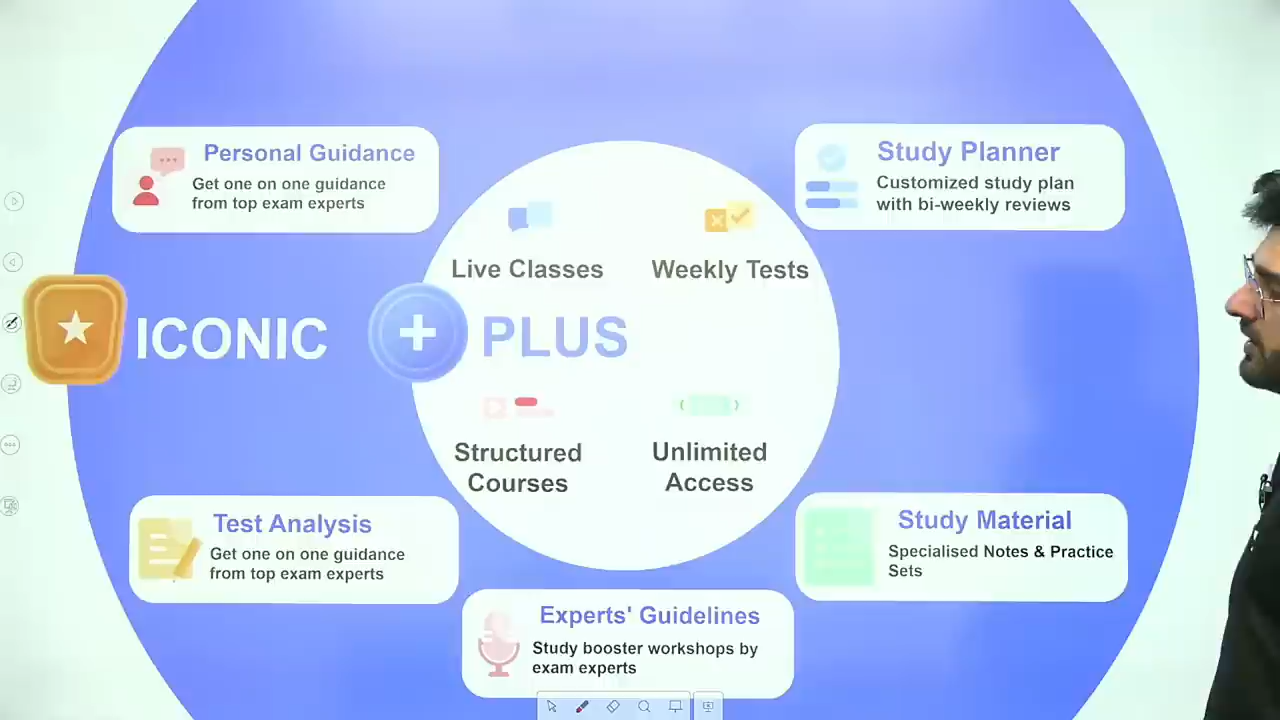 Personal Guidance
Get one on one guidance
from top exam experts
Study Planner
Customized study plan
with bi-weekly reviews
Live Classes
Weekly Tests
ICONIC
PLUS
Structured
Courses
Unlimited
Access
Test Analysis
Get one on one guidance
from top exam experts
Study Material
Specialised Notes & Practice
Sets
Experts' Guidelines
Study booster workshops by
exam experts